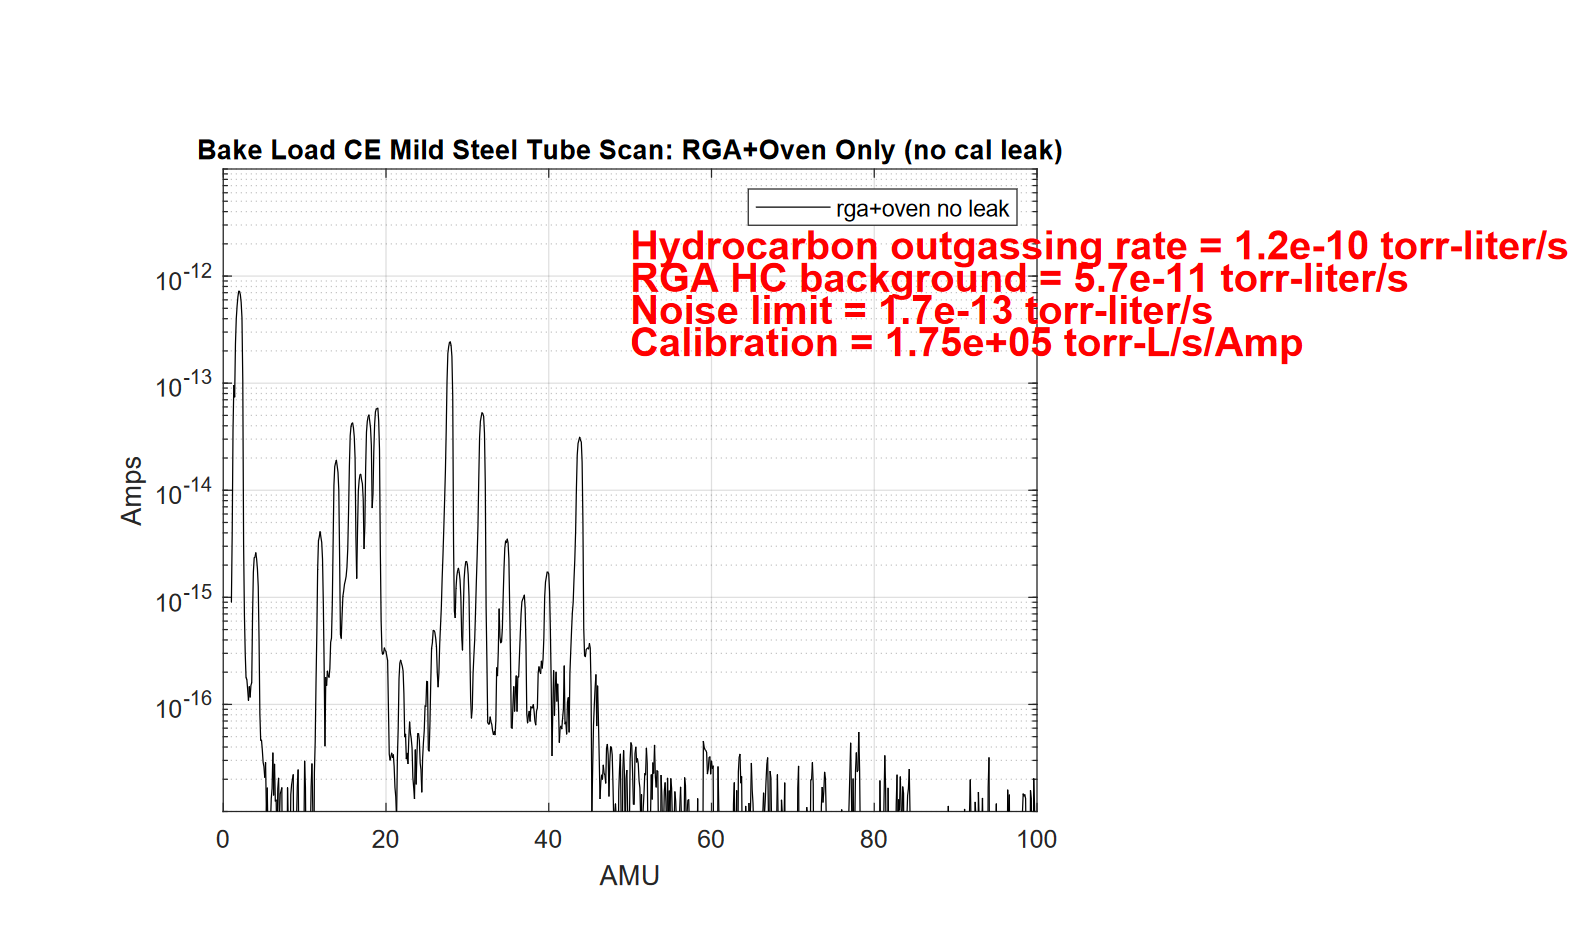 Bake Load CE Mild Steel Tube Scan: RGA+Oven Only (no cal leak)
rga+oven no leak
Hydrocarbon outgassing rate = 1.2e-10 torr-liter/s
RGA HC background = 5.7e-11 torr-liter/s
Noise limit = 1.7e-13 torr-liter/s
Calibration = 1.75e+05 torr-L/s/Amp
10^-12
10^-13
10^-14
10^-15
10^-16
Amps
0 20 40 60 80 100
AMU